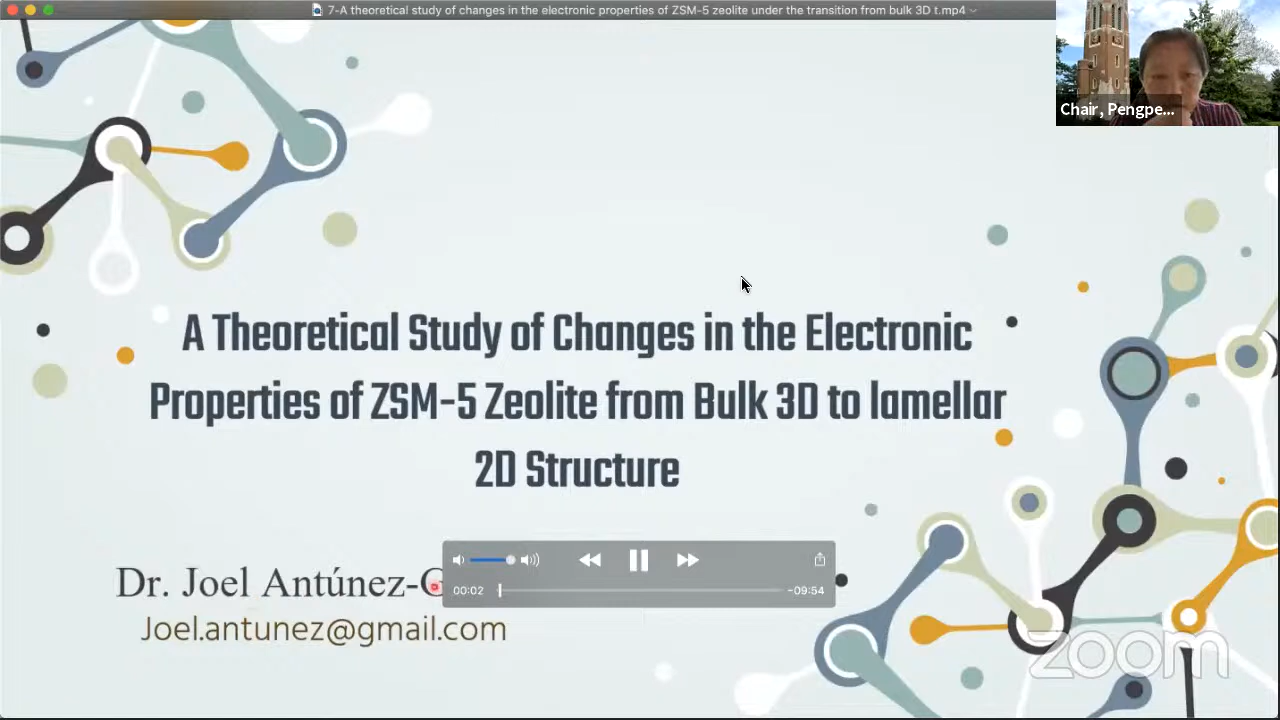 7-A theoretical study of changes in the electronic properties of ZSM-5 zeolite under the transition from bulk 3D t.mp4
Chair, Pengpe...
A Theoretical Study of Changes in the Electronic
Properties of ZSM-5 Zeolite from Bulk 3D to lamellar
2D Structure
Dr. Joel Antúnez-G
Joel.antunez@gmail.com
00:02
-09:54
zoom